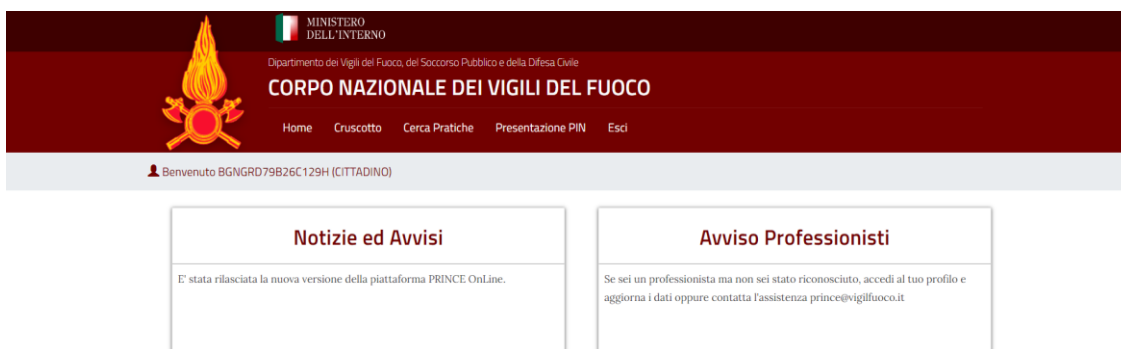 MINISTERO
DELL'INTERNO
Dipartimento dei Vigili del Fuoco, del Soccorso Pubblico e della Difesa Civile
CORPO NAZIONALE DEI VIGILI DEL FUOCO
Home Cruscotto Cerca Pratiche Presentazione PIN Esci
Benvenuto BGNGRD79B26C129H (CITTADINO)
Notizie ed Avvisi
E' stata rilasciata la nuova versione della piattaforma PRINCE OnLine.
Avviso Professionisti
Se sei un professionista ma non sei stato riconosciuto, accedi al tuo profilo e
aggiorna i dati oppure contatta l'assistenza prince@vigilfuoco.it